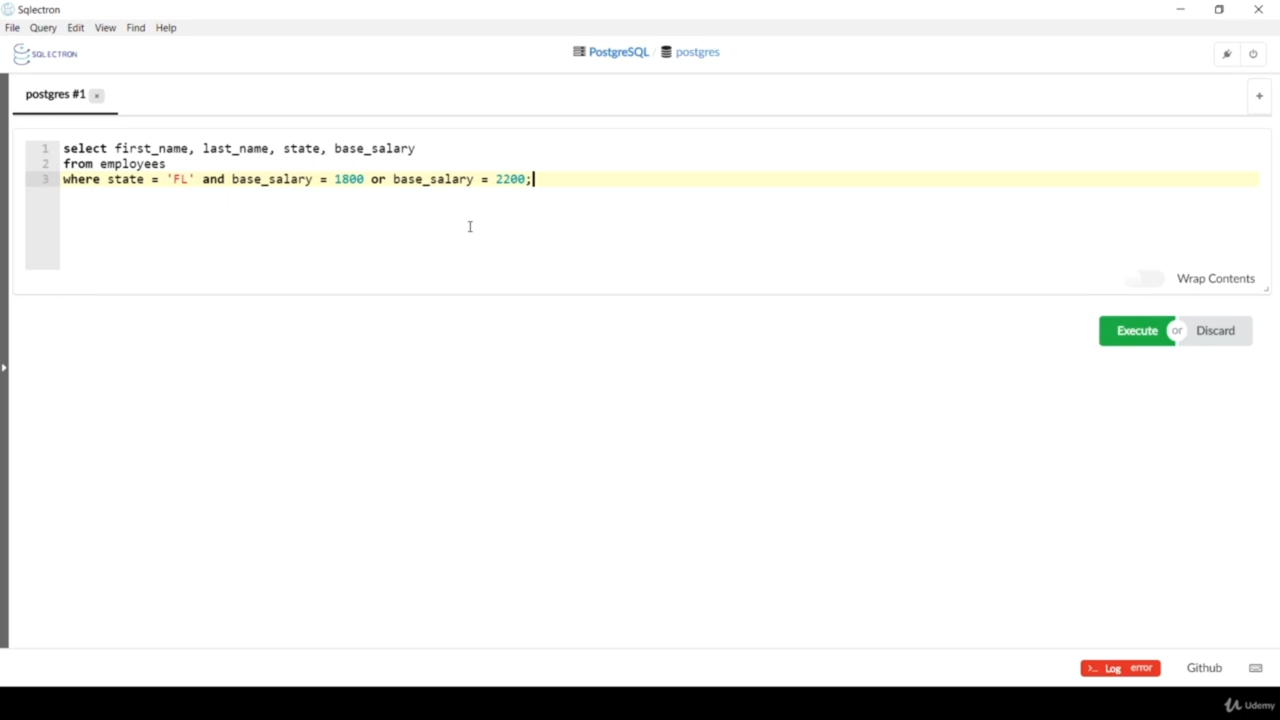 Sqlectron
File Query Edit View Find Help
SQLECTRON
PostgreSQL / postgres
postgres #1 ×
+
1 select first_name, last_name, state, base_salary
2 from employees
3 where state = 'FL' and base_salary = 1800 or base_salary = 2200;
Wrap Contents
Execute or Discard
>_ Log error Github
Udemy